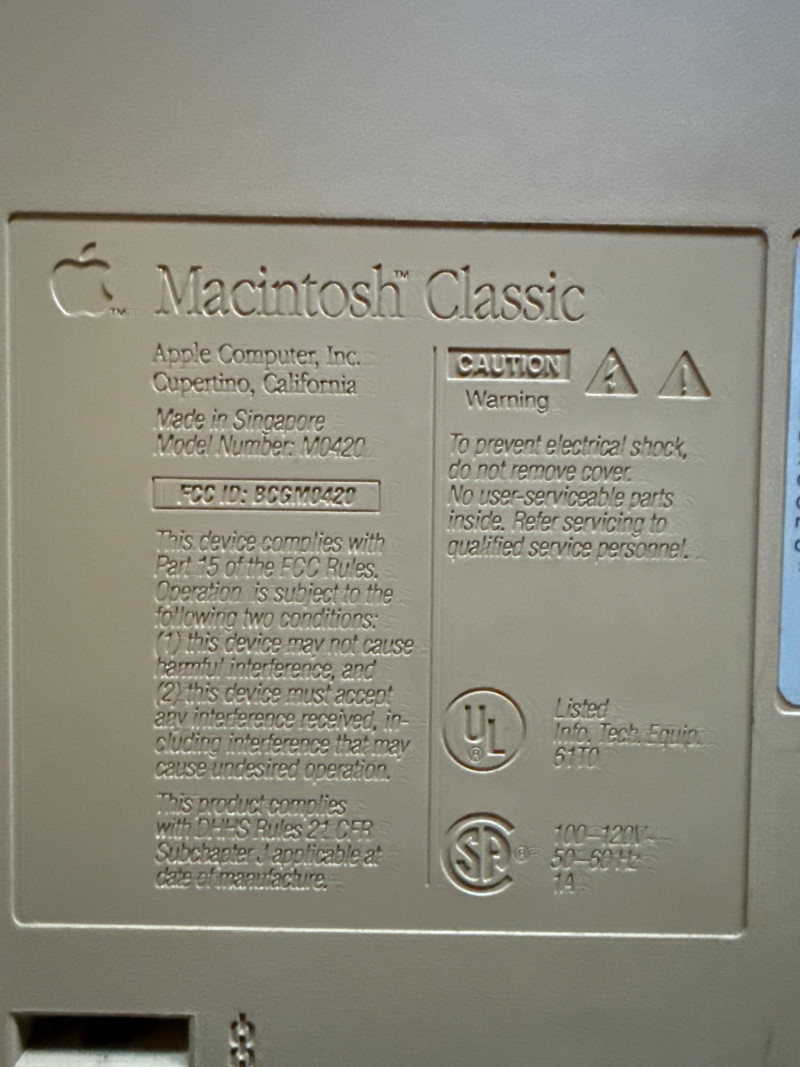 Macintosh™ Classic
™
Apple Computer, Inc.
Cupertino, California
Made in Singapore
Model Number: M0420
FCC ID: BCGM0420
This device complies with
Part 15 of the FCC Rules.
Operation is subject to the
following two conditions:
(1) this device may not cause
harmful interference, and
(2) this device must accept
any interference received, in-
cluding interference that may
cause undesired operation.
This product complies
with DHHS Rules 21 CFR
Subchapter J applicable at
date of manufacture.
CAUTION
Warning
To prevent electrical shock,
do not remove cover.
No user-serviceable parts
inside. Refer servicing to
qualified service personnel.
UL
®
Listed
Info. Tech. Equip.
61T0
SA ®
100–120V~
50–60 Hz
1A